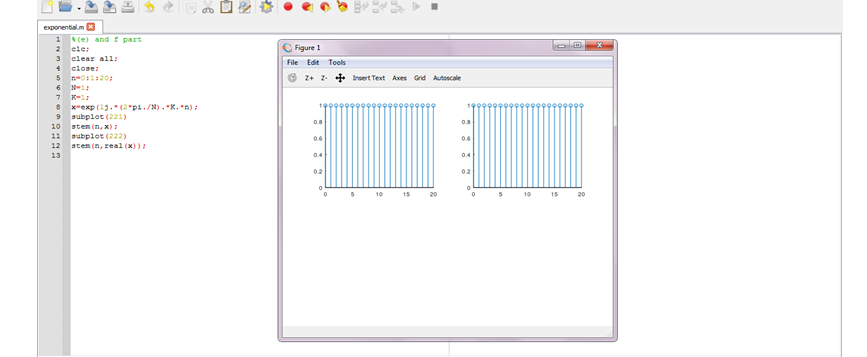 exponential.m
1 %(e) and f part
2 clc;
3 clear all;
4 close;
5 n=0:1:20;
6 N=1;
7 K=1;
8 x=exp(1j.*(2*pi./N).*K.*n);
9 subplot(221)
10 stem(n,x);
11 subplot(222)
12 stem(n,real(x));
13
Figure 1
File Edit Tools
Z+ Z- Insert Text Axes Grid Autoscale
1 1
0.8 0.8
0.6 0.6
0.4 0.4
0.2 0.2
0 0
0 5 10 15 20 0 5 10 15 20